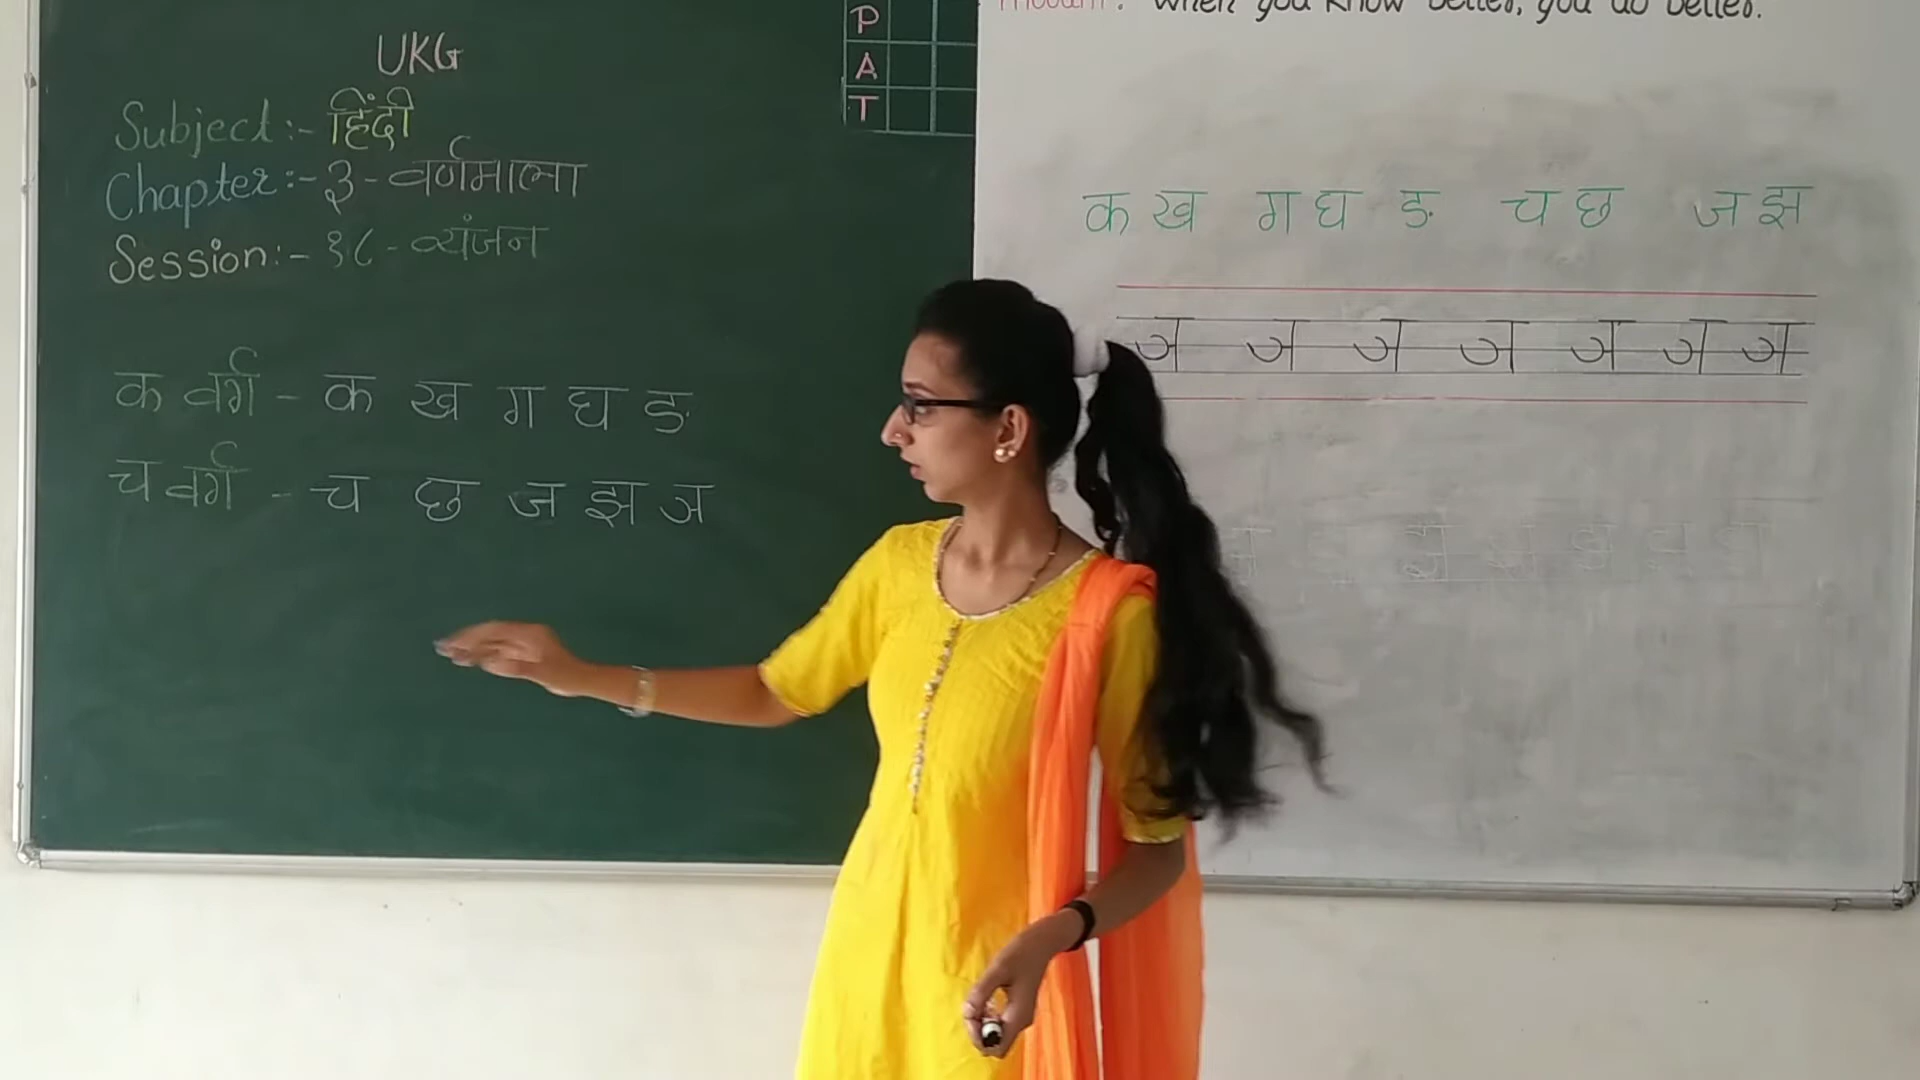 UKG
Subject:- हिंदी
Chapter:- ३ - वर्णमाला
Session:- १८ - व्यंजन
क वर्ग - क ख ग घ ङ
च वर्ग - च छ ज झ ञ
P
A
T
When you know better, you do better.
क ख ग घ ङ च छ ज झ
ञ ञ ञ ञ ञ ञ ञ